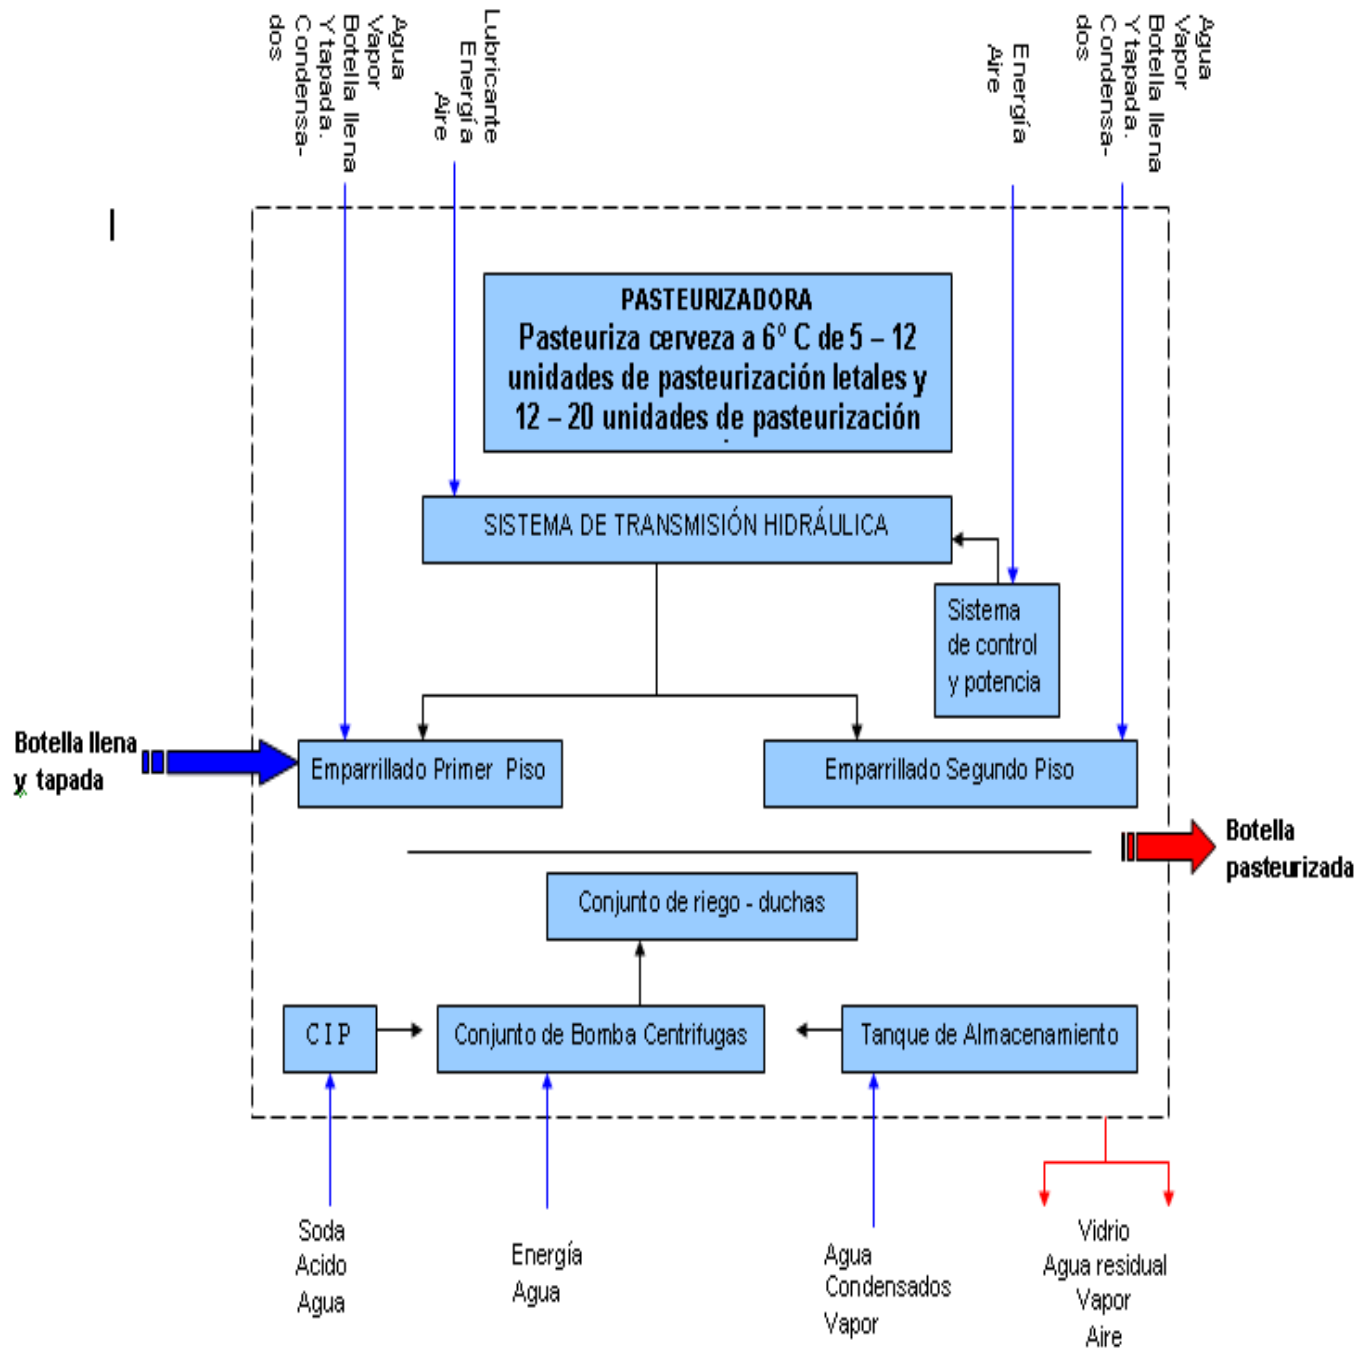 Agua
Vapor
Botella llena
Y tapada.
Condensa-
dos
Lubricante
Energía
Aire
Energía
Aire
Agua
Vapor
Botella llena
Y tapada.
Condensa-
dos
PASTEURIZADORA
Pasteuriza cerveza a 6º C de 5 – 12
unidades de pasteurización letales y
12 – 20 unidades de pasteurización
SISTEMA DE TRANSMISIÓN HIDRÁULICA
Sistema
de control
y potencia
Botella llena
y tapada
Emparrillado Primer Piso
Emparrillado Segundo Piso
Botella
pasteurizada
Conjunto de riego - duchas
CIP
Conjunto de Bomba Centrifugas
Tanque de Almacenamiento
Soda
Acido
Agua
Energía
Agua
Agua
Condensados
Vapor
Vidrio
Agua residual
Vapor
Aire